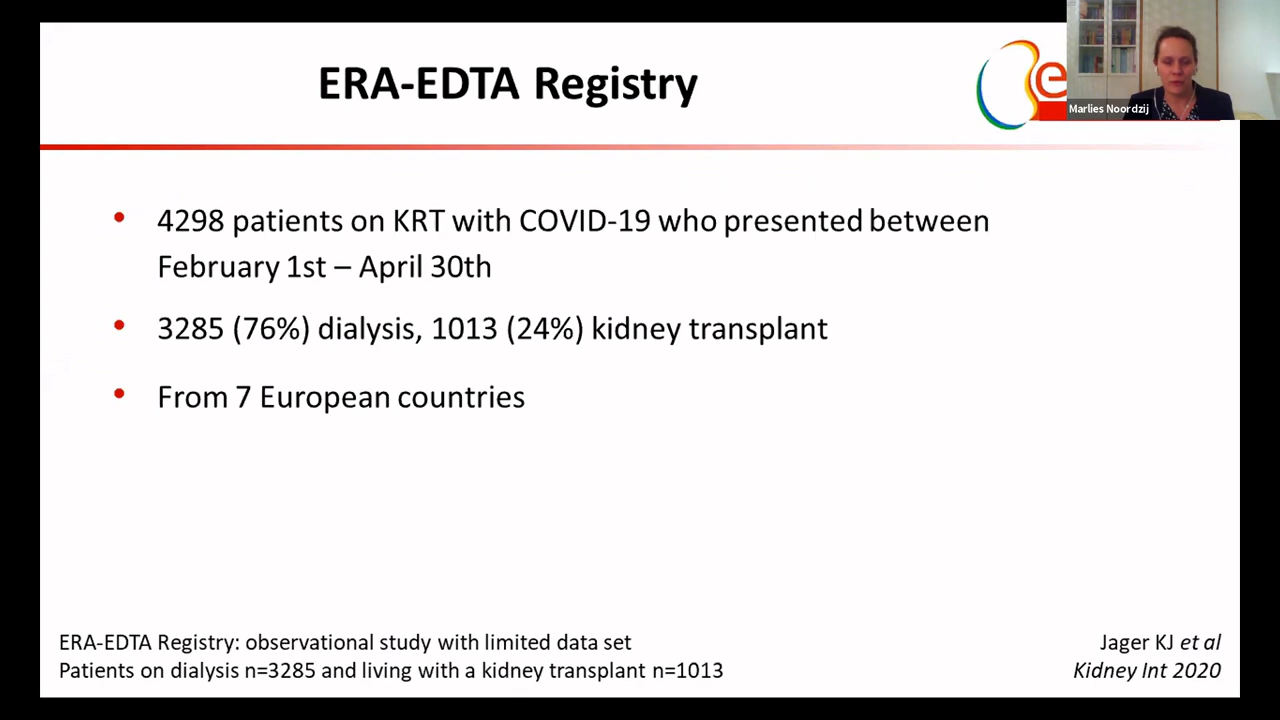 ERA-EDTA Registry
e
Marlies Noordzij
• 4298 patients on KRT with COVID-19 who presented between
February 1st – April 30th
• 3285 (76%) dialysis, 1013 (24%) kidney transplant
• From 7 European countries
ERA-EDTA Registry: observational study with limited data set
Patients on dialysis n=3285 and living with a kidney transplant n=1013
Jager KJ et al
Kidney Int 2020